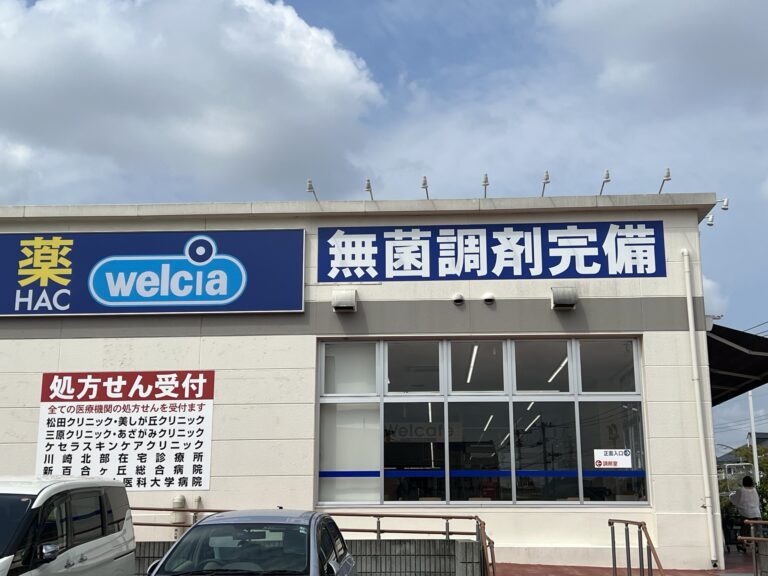 薬
HAC
welcia
無菌調剤完備
処方せん受付
全ての医療機関の処方せんを受付ます
松田クリニック・美しが丘クリニック
三原クリニック・あざがみクリニック
ケセラスキンケアクリニック
川崎北部在宅診療所
新百合ヶ丘総合病院
医科大学病院
Welcafe
正面入口
調剤室